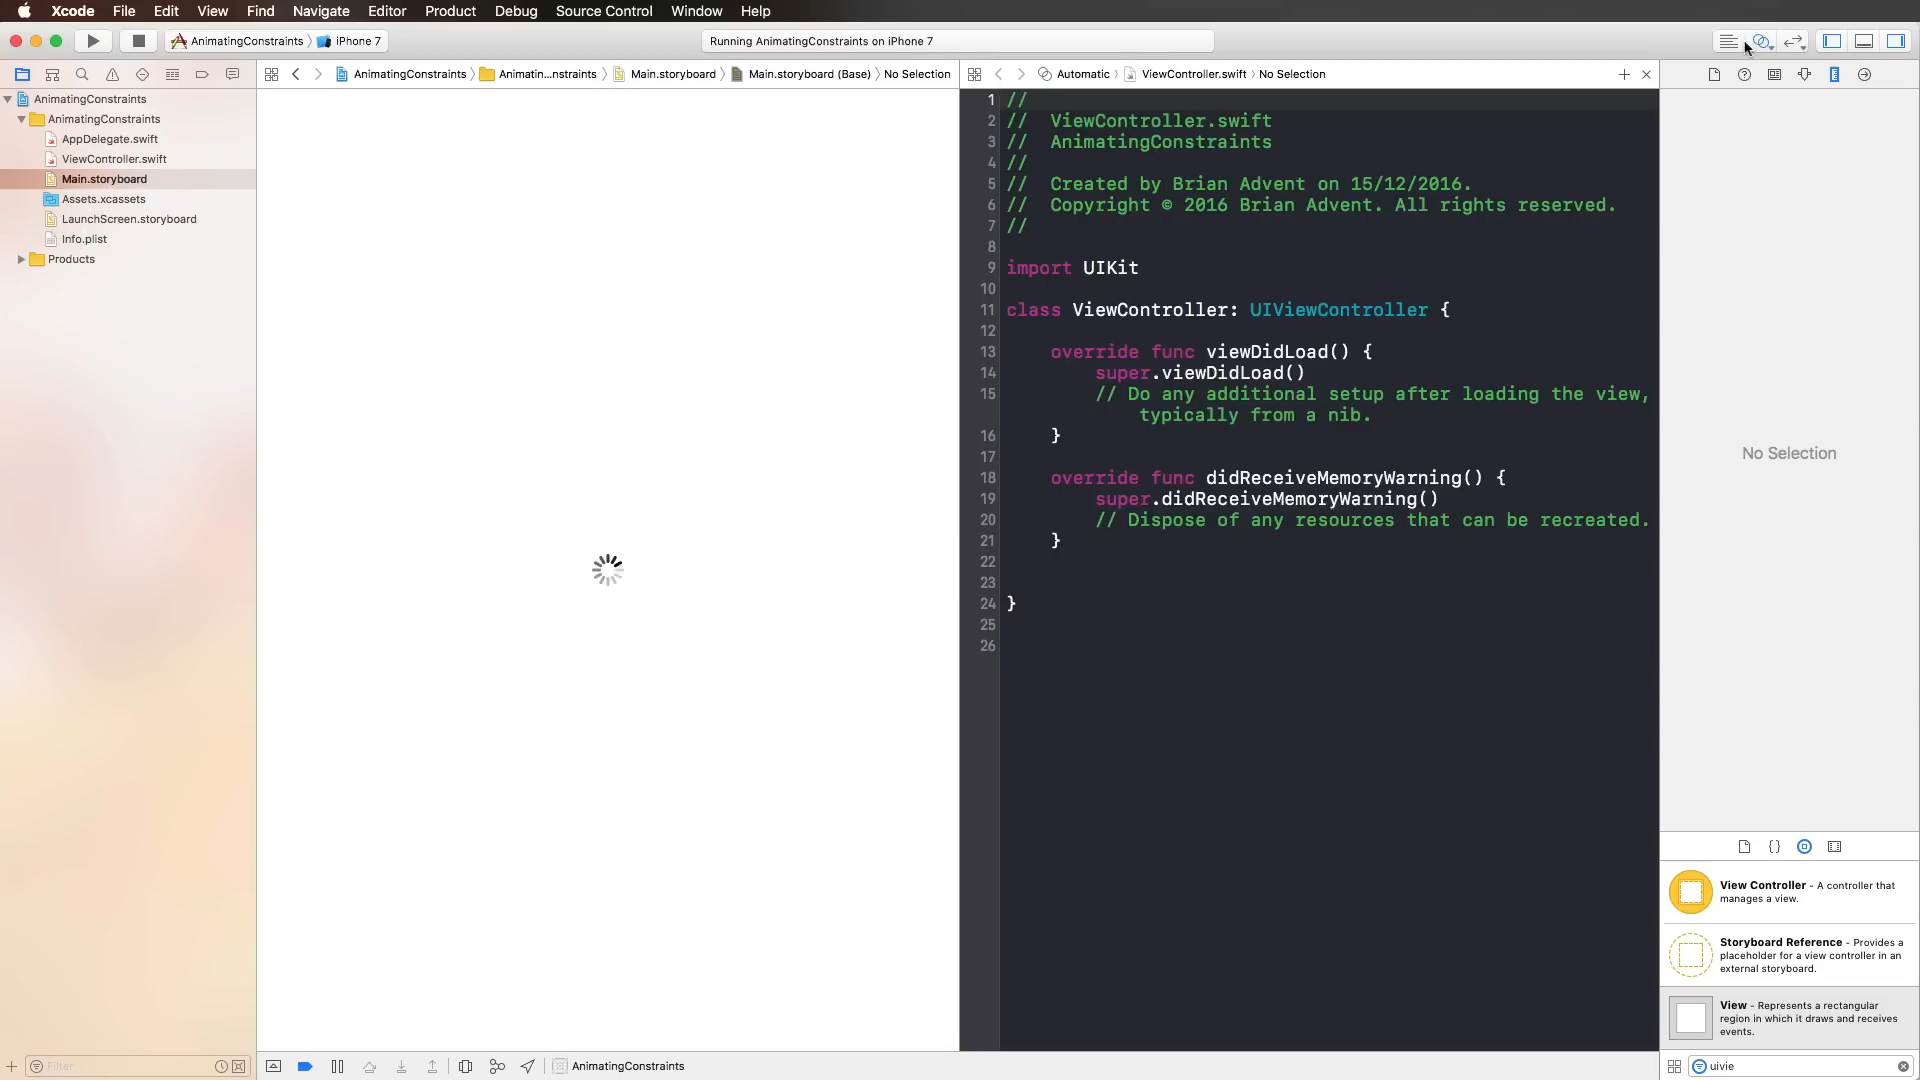 Xcode File Edit View Find Navigate Editor Product Debug Source Control Window Help
AnimatingConstraints iPhone 7
Running AnimatingConstraints on iPhone 7
AnimatingConstraints Animatin...nstraints Main.storyboard Main.storyboard (Base) No Selection
Automatic ViewController.swift No Selection
AnimatingConstraints
AnimatingConstraints
AppDelegate.swift
ViewController.swift
Main.storyboard
Assets.xcassets
LaunchScreen.storyboard
Info.plist
Products
1 //
2 // ViewController.swift
3 // AnimatingConstraints
4 //
5 // Created by Brian Advent on 15/12/2016.
6 // Copyright © 2016 Brian Advent. All rights reserved.
7 //
8
9 import UIKit
10
11 class ViewController: UIViewController {
12
13 override func viewDidLoad() {
14 super.viewDidLoad()
15 // Do any additional setup after loading the view,
typically from a nib.
16 }
17
18 override func didReceiveMemoryWarning() {
19 super.didReceiveMemoryWarning()
20 // Dispose of any resources that can be recreated.
21 }
22
23
24 }
25
26
No Selection
View Controller - A controller that
manages a view.
Storyboard Reference - Provides a
placeholder for a view controller in an
external storyboard.
View - Represents a rectangular
region in which it draws and receives
events.
Filter
AnimatingConstraints
uivie